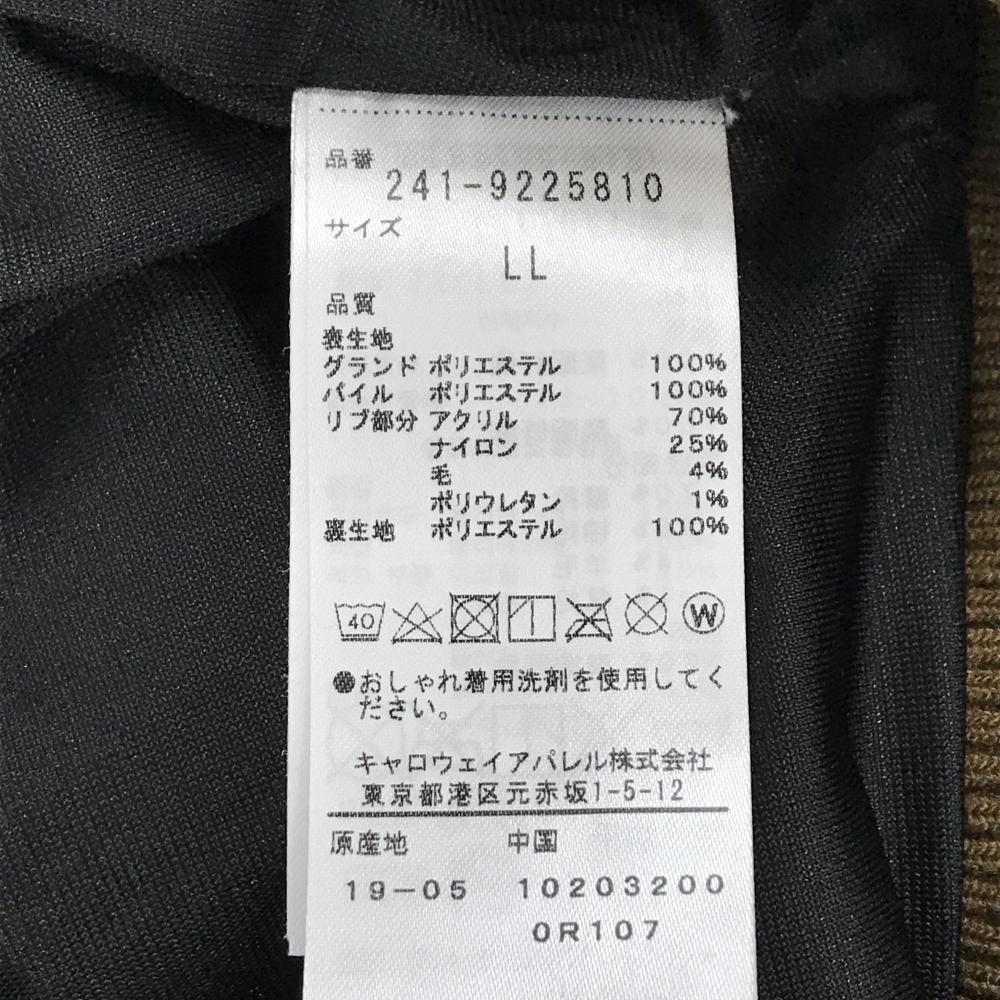 品番
241-9225810
サイズ
LL
品質
表生地
グランド ポリエステル 100%
パイル ポリエステル 100%
リブ部分 アクリル 70%
ナイロン 25%
毛 4%
ポリウレタン 1%
裏生地 ポリエステル 100%
40
W
●おしゃれ着用洗剤を使用してく
ださい。
キャロウェイアパレル株式会社
東京都港区元赤坂1-5-12
原産地 中国
19-05 10203200
0R107